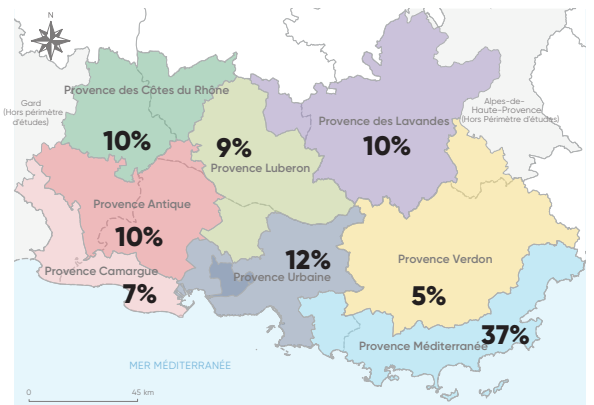 N
Provence des Côtes du Rhône
10%
Gard
(Hors périmètre
d'études)
9%
Provence Luberon
Provence des Lavandes
10%
Alpes-de-
Haute-Provence
(Hors Périmètre d'études)
Provence Antique
10%
Provence Camargue
7%
12%
Provence Urbaine
Provence Verdon
5%
Provence Méditerranée
37%
MER MÉDITERRANÉE
0
45 km